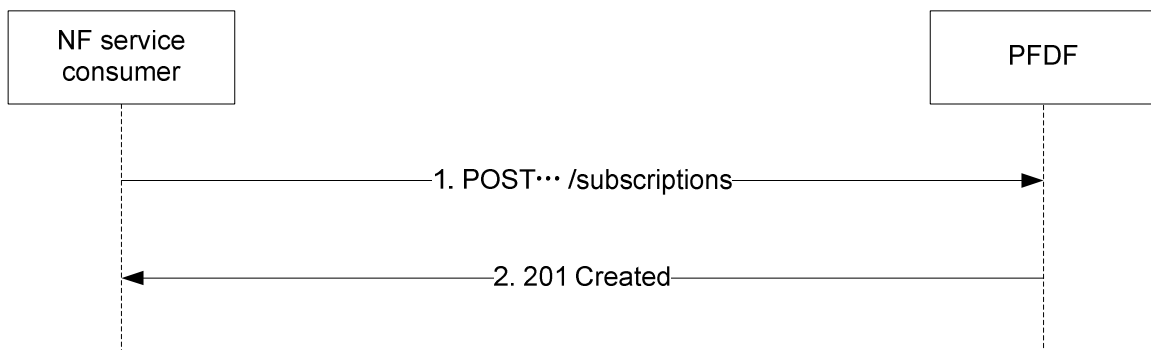 NF service
consumer
PFDF
1. POST··· /subscriptions
2. 201 Created